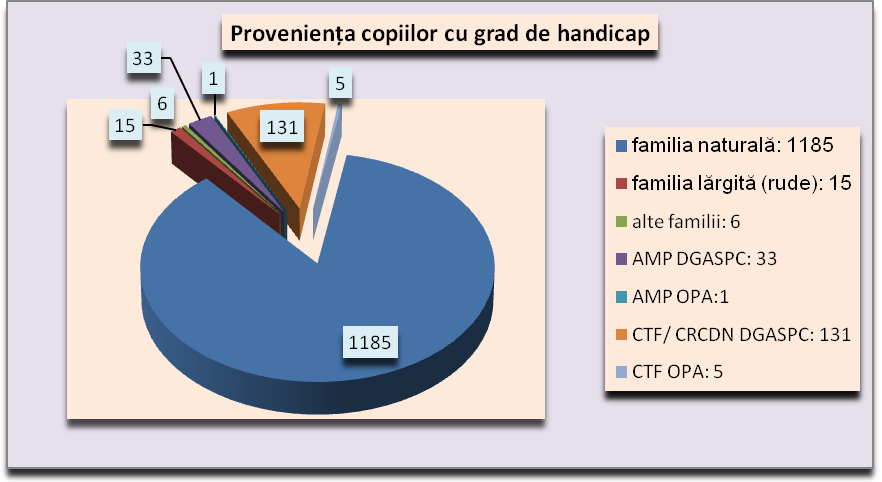 Proveniența copiilor cu grad de handicap
33
1
5
6
15
131
1185
familia naturală: 1185
familia lărgită (rude): 15
alte familii: 6
AMP DGASPC: 33
AMP OPA:1
CTF/ CRCDN DGASPC: 131
CTF OPA: 5